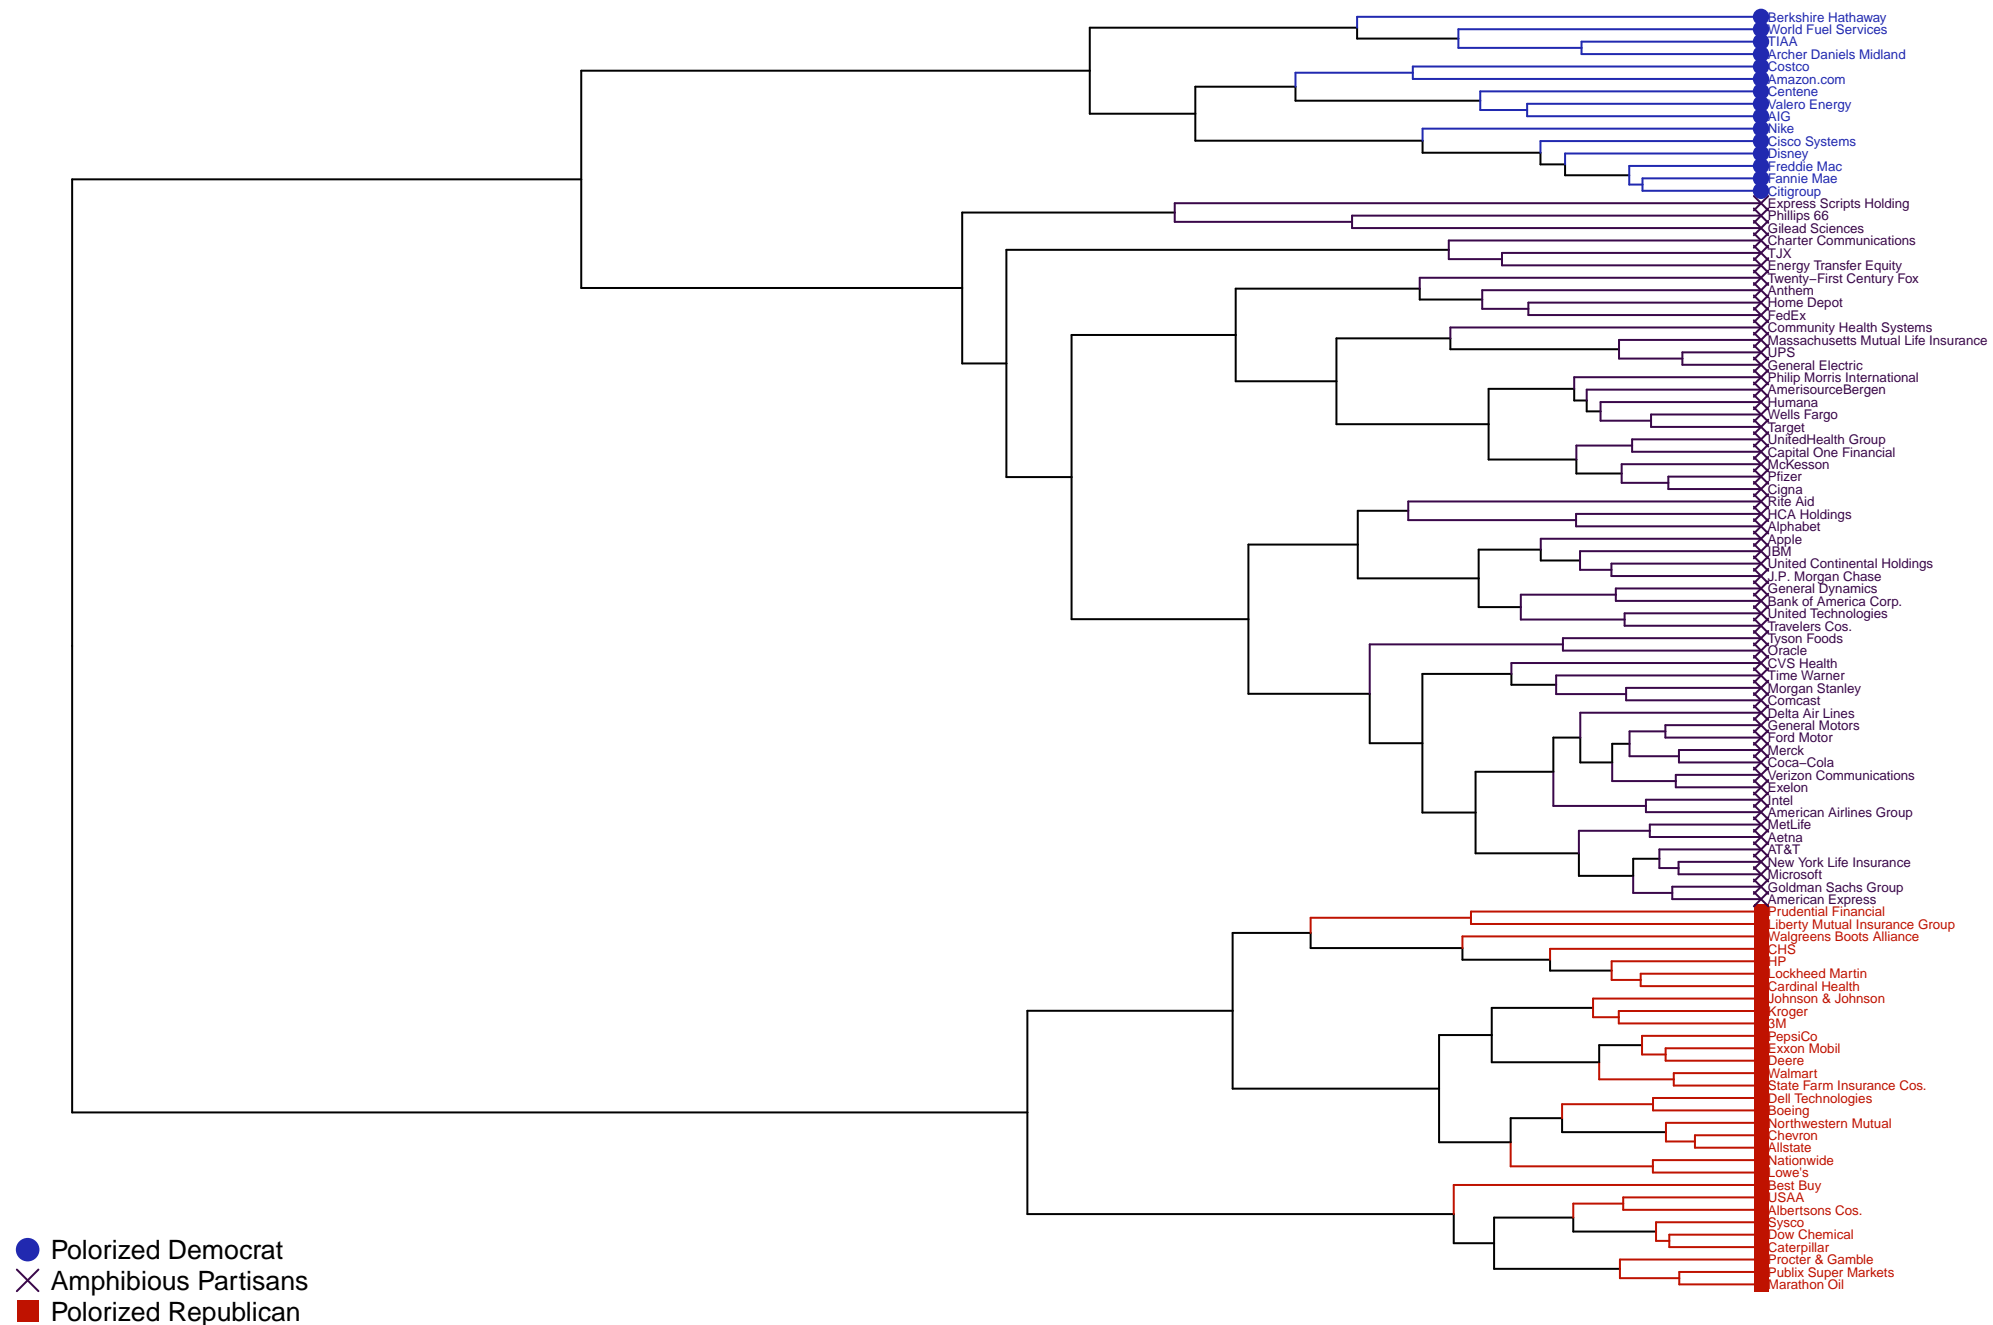 Berkshire Hathaway
World Fuel Services
TIAA
Archer Daniels Midland
Costco
Amazon.com
Centene
Valero Energy
AIG
Nike
Cisco Systems
Disney
Freddie Mac
Fannie Mae
Citigroup
Express Scripts Holding
Phillips 66
Gilead Sciences
Charter Communications
TJX
Energy Transfer Equity
Twenty−First Century Fox
Anthem
Home Depot
FedEx
Community Health Systems
Massachusetts Mutual Life Insurance
UPS
General Electric
Philip Morris International
AmerisourceBergen
Humana
Wells Fargo
Target
UnitedHealth Group
Capital One Financial
McKesson
Pfizer
Cigna
Rite Aid
HCA Holdings
Alphabet
Apple
IBM
United Continental Holdings
J.P. Morgan Chase
General Dynamics
Bank of America Corp.
United Technologies
Travelers Cos.
Tyson Foods
Oracle
CVS Health
Time Warner
Morgan Stanley
Comcast
Delta Air Lines
General Motors
Ford Motor
Merck
Coca−Cola
Verizon Communications
Exelon
Intel
American Airlines Group
MetLife
Aetna
AT&T
New York Life Insurance
Microsoft
Goldman Sachs Group
American Express
Prudential Financial
Liberty Mutual Insurance Group
Walgreens Boots Alliance
CHS
HP
Lockheed Martin
Cardinal Health
Johnson & Johnson
Kroger
3M
PepsiCo
Exxon Mobil
Deere
Walmart
State Farm Insurance Cos.
Dell Technologies
Boeing
Northwestern Mutual
Chevron
Allstate
Nationwide
Lowe's
Best Buy
USAA
Albertsons Cos.
Sysco
Dow Chemical
Caterpillar
Procter & Gamble
Publix Super Markets
Marathon Oil
Polorized Democrat
Amphibious Partisans
Polorized Republican